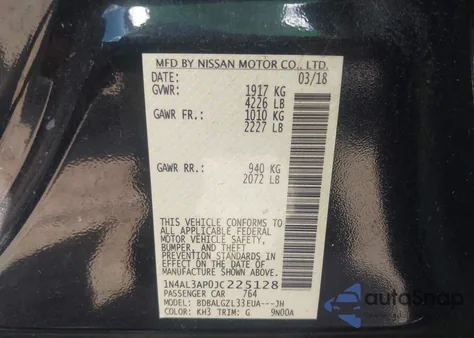 MFD BY NISSAN MOTOR CO., LTD.
DATE: 03/18
GVWR: 1917 KG
4226 LB
GAWR FR.: 1010 KG
2227 LB
GAWR RR.: 940 KG
2072 LB
THIS VEHICLE CONFORMS TO
ALL APPLICABLE FEDERAL
MOTOR VEHICLE SAFETY,
BUMPER, AND THEFT
PREVENTION STANDARDS
IN EFFECT ON THE DATE OF
MANUFACTURE SHOWN ABOVE.
1N4AL3AP0JC225128
PASSENGER CAR 764
MODEL: BDBALGZL33EUA---JH
COLOR: KH3 TRIM: G 9N00A
autoSnap